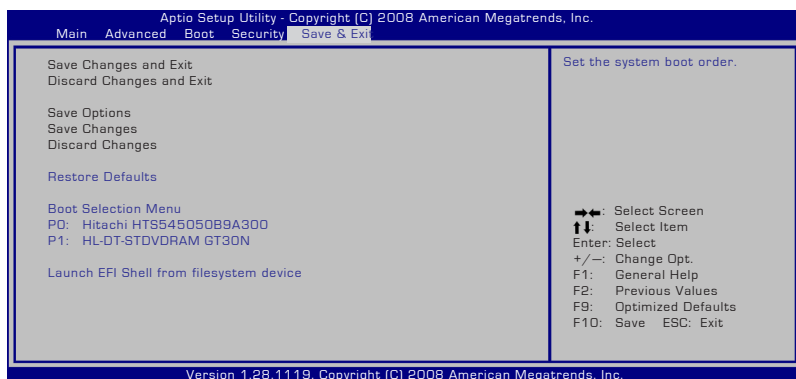 Aptio Setup Utility - Copyright (C) 2008 American Megatrends, Inc.
Main Advanced Boot Security Save & Exit
Save Changes and Exit
Discard Changes and Exit
Save Options
Save Changes
Discard Changes
Restore Defaults
Boot Selection Menu
P0: Hitachi HTS545050B9A300
P1: HL-DT-STDVDRAM GT30N
Launch EFI Shell from filesystem device
Set the system boot order.
→←: Select Screen
↑↓: Select Item
Enter: Select
+/—: Change Opt.
F1: General Help
F2: Previous Values
F9: Optimized Defaults
F10: Save ESC: Exit
Version 1.28.1119. Copyright (C) 2008 American Megatrends, Inc.